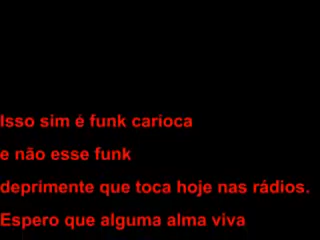 Isso sim é funk carioca
e não esse funk
deprimente que toca hoje nas rádios.
Espero que alguma alma viva